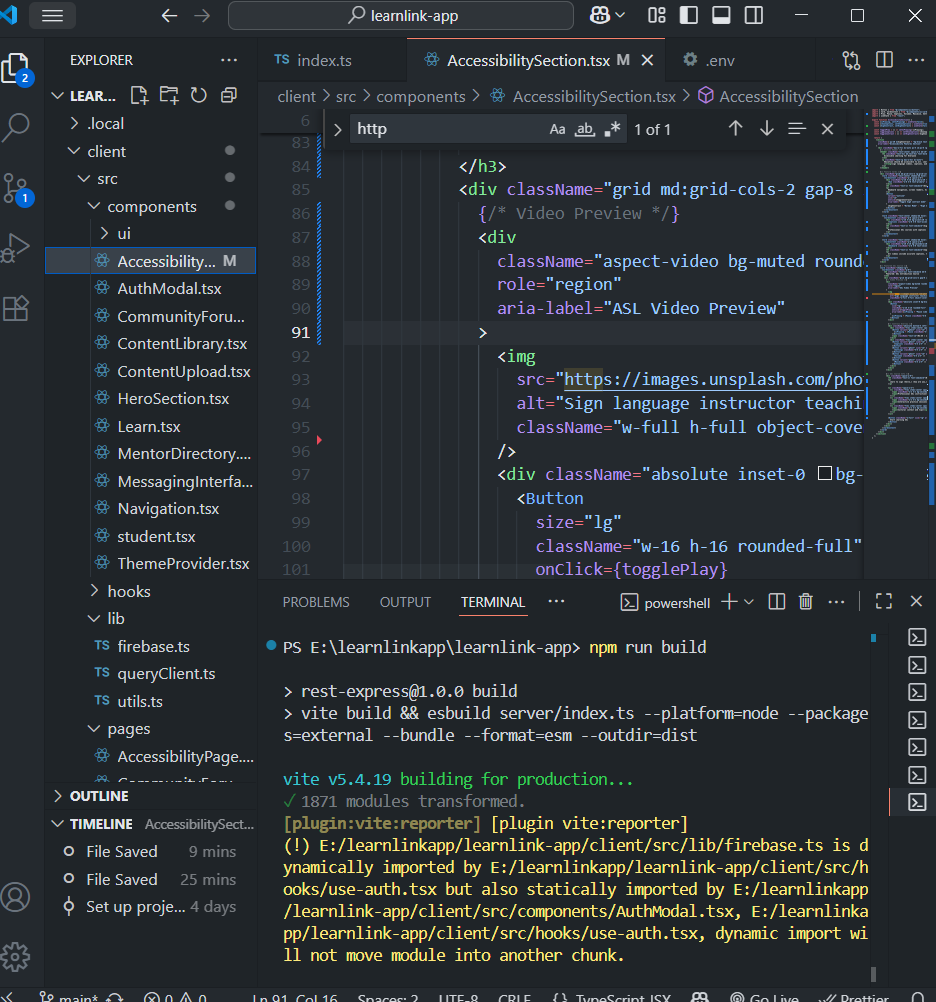 learnlink-app
EXPLORER
2
LEAR...
.local
client
src
components
ui
Accessibility... M
AuthModal.tsx
CommunityForu...
ContentLibrary.tsx
ContentUpload.tsx
HeroSection.tsx
Learn.tsx
MentorDirectory....
MessagingInterfa...
Navigation.tsx
student.tsx
ThemeProvider.tsx
hooks
lib
TS firebase.ts
TS queryClient.ts
TS utils.ts
pages
AccessibilityPage....
OUTLINE
TIMELINE AccessibilitySect...
File Saved 9 mins
File Saved 25 mins
Set up proje... 4 days
1
TS index.ts
AccessibilitySection.tsx M
.env
client > src > components > AccessibilitySection.tsx > AccessibilitySection
6
http
Aa ab 1 of 1
83
84 </h3>
85 <div className="grid md:grid-cols-2 gap-8
86 {/* Video Preview */}
87 <div
88 className="aspect-video bg-muted round
89 role="region"
90 aria-label="ASL Video Preview"
91 >
92 <img
93 src="https://images.unsplash.com/pho
94 alt="Sign language instructor teachi
95 className="w-full h-full object-cove
96 />
97 <div className="absolute inset-0 bg-
98 <Button
99 size="lg"
100 className="w-16 h-16 rounded-full"
101 onClick={togglePlay}
PROBLEMS OUTPUT TERMINAL ... powershell
PS E:\learnlinkapp\learnlink-app> npm run build
> rest-express@1.0.0 build
> vite build && esbuild server/index.ts --platform=node --package
s=external --bundle --format=esm --outdir=dist
vite v5.4.19 building for production...
✓ 1871 modules transformed.
[plugin:vite:reporter] [plugin vite:reporter]
(!) E:/learnlinkapp/learnlink-app/client/src/lib/firebase.ts is d
ynamically imported by E:/learnlinkapp/learnlink-app/client/src/h
ooks/use-auth.tsx but also statically imported by E:/learnlinkapp
/learnlink-app/client/src/components/AuthModal.tsx, E:/learnlinka
pp/learnlink-app/client/src/hooks/use-auth.tsx, dynamic import wi
ll not move module into another chunk.
main* 0 0 Ln 91, Col 16 Spaces: 2 UTF-8 CRLF {} TypeScript JSX Go Live Prettier